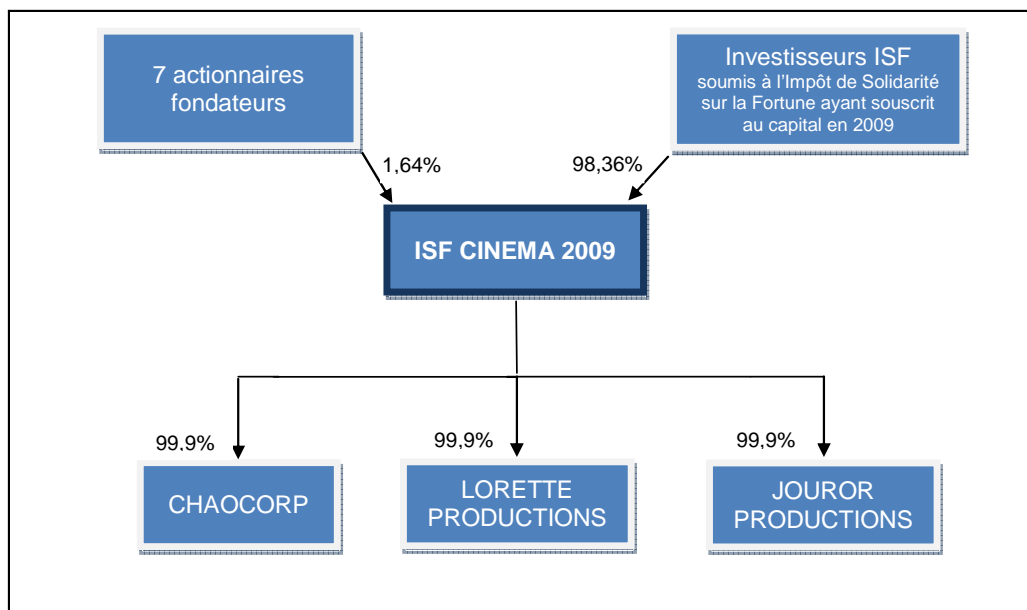 7 actionnaires
fondateurs
Investisseurs ISF
soumis à l'Impôt de Solidarité
sur la Fortune ayant souscrit
au capital en 2009
1,64%
98,36%
ISF CINEMA 2009
99,9%
99,9%
99,9%
CHAOCORP
LORETTE
PRODUCTIONS
JOUROR
PRODUCTIONS